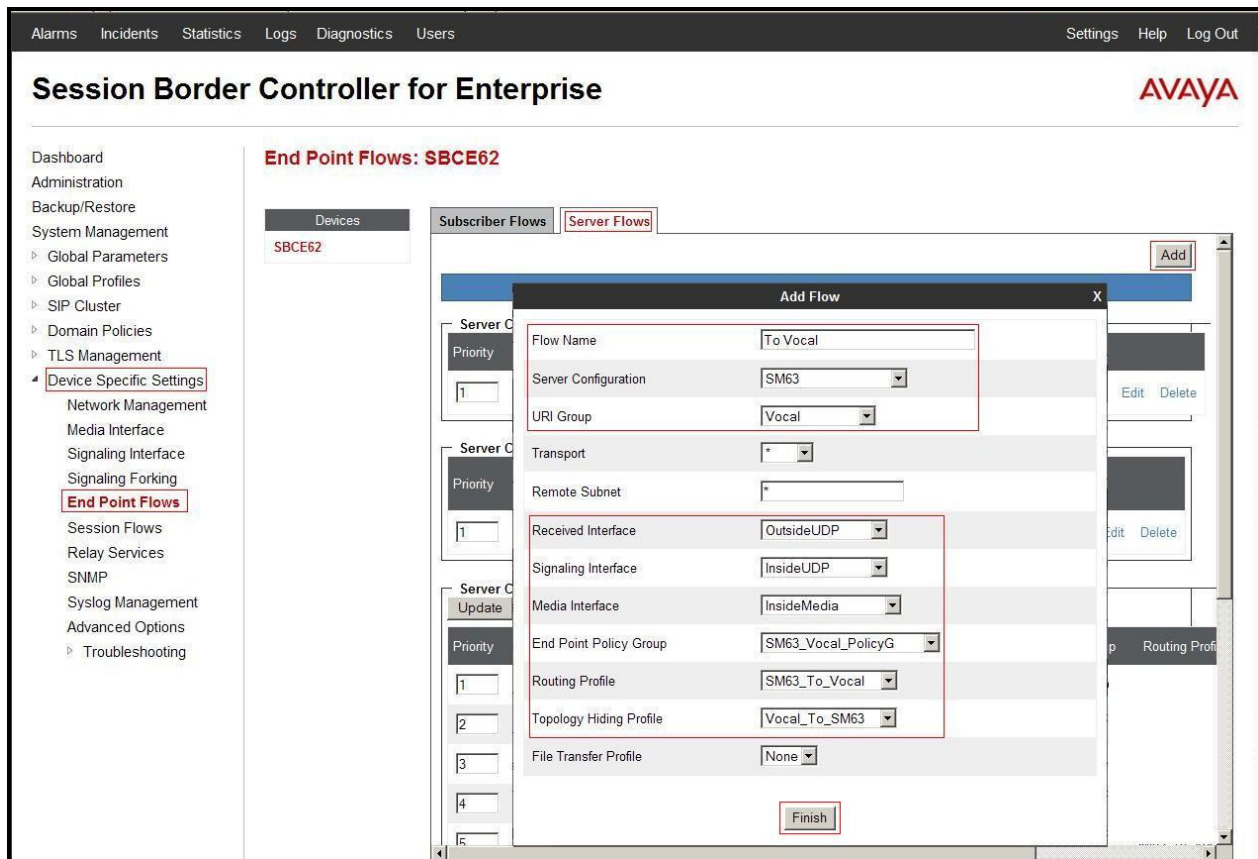 Alarms Incidents Statistics Logs Diagnostics Users Settings Help Log Out
Session Border Controller for Enterprise
AVAYA
Dashboard
Administration
Backup/Restore
System Management
Global Parameters
Global Profiles
SIP Cluster
Domain Policies
TLS Management
Device Specific Settings
Network Management
Media Interface
Signaling Interface
Signaling Forking
End Point Flows
Session Flows
Relay Services
SNMP
Syslog Management
Advanced Options
Troubleshooting
End Point Flows: SBCE62
Devices
SBCE62
Subscriber Flows Server Flows
Add
Server C
Priority
1 Edit Delete
Server C
Priority
1 Edit Delete
Server C
Update
Priority p Routing Profi
1
2
3
4
5
Add Flow X
Flow Name To Vocal
Server Configuration SM63
URI Group Vocal
Transport *
Remote Subnet *
Received Interface OutsideUDP
Signaling Interface InsideUDP
Media Interface InsideMedia
End Point Policy Group SM63_Vocal_PolicyG
Routing Profile SM63_To_Vocal
Topology Hiding Profile Vocal_To_SM63
File Transfer Profile None
Finish